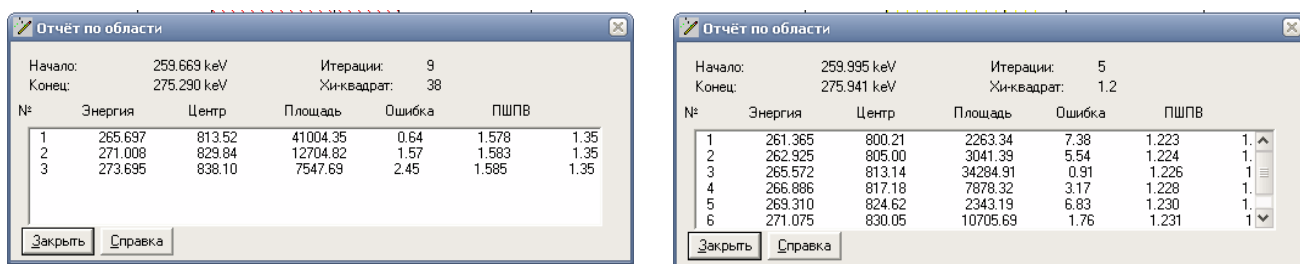 Отчёт по области
Начало: 259.669 keV Итерации: 9
Конец: 275.290 keV Хи-квадрат: 38
№ Энергия Центр Площадь Ошибка ПШПВ
1 265.697 813.52 41004.35 0.64 1.578 1.35
2 271.008 829.84 12704.82 1.57 1.583 1.35
3 273.695 838.10 7547.69 2.45 1.585 1.35
Закрыть Справка
Отчёт по области
Начало: 259.995 keV Итерации: 5
Конец: 275.941 keV Хи-квадрат: 1.2
№ Энергия Центр Площадь Ошибка ПШПВ
1 261.365 800.21 2263.34 7.38 1.223 1.
2 262.925 805.00 3041.39 5.54 1.224 1.
3 265.572 813.14 34284.91 0.91 1.226 1
4 266.886 817.18 7878.32 3.17 1.228 1.
5 269.310 824.62 2343.19 6.83 1.230 1.
6 271.075 830.05 10705.69 1.76 1.231 1
Закрыть Справка